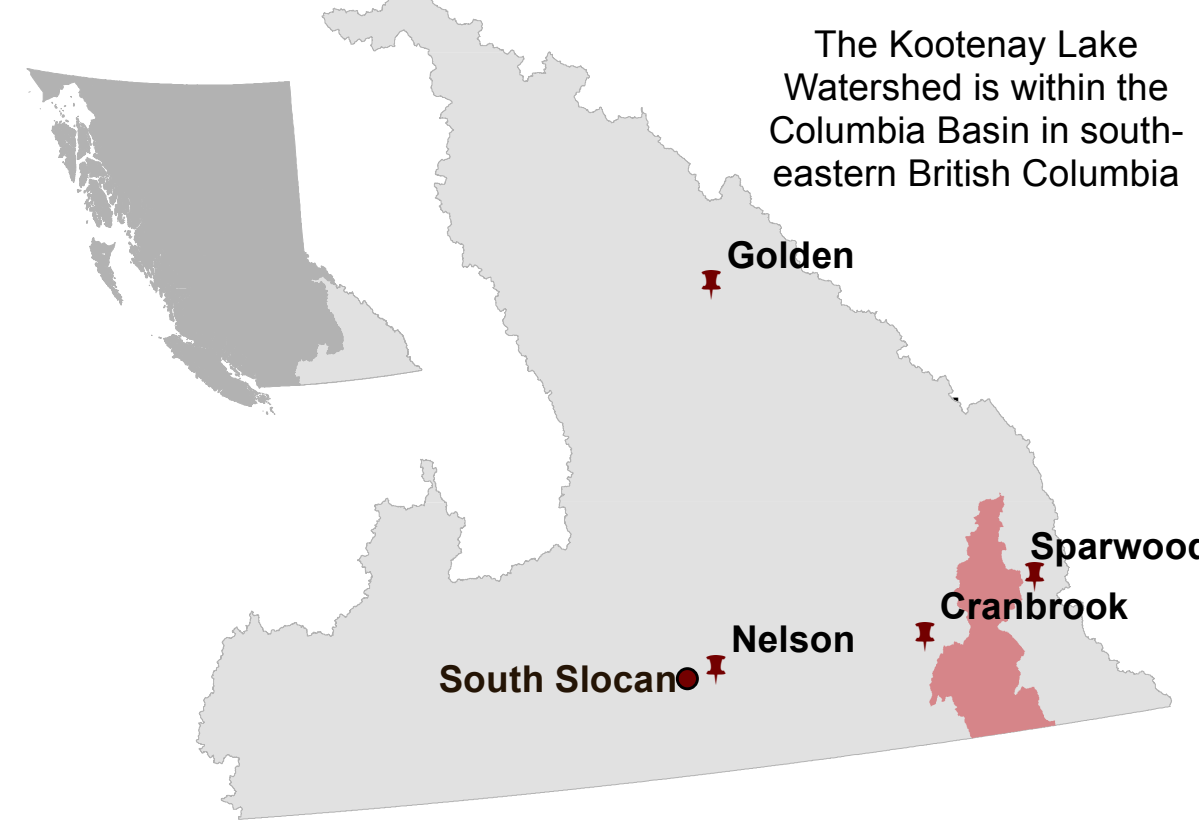 The Kootenay Lake
Watershed is within the
Columbia Basin in south-
eastern British Columbia
Golden
Sparwood
Cranbrook
Nelson
South Slocan